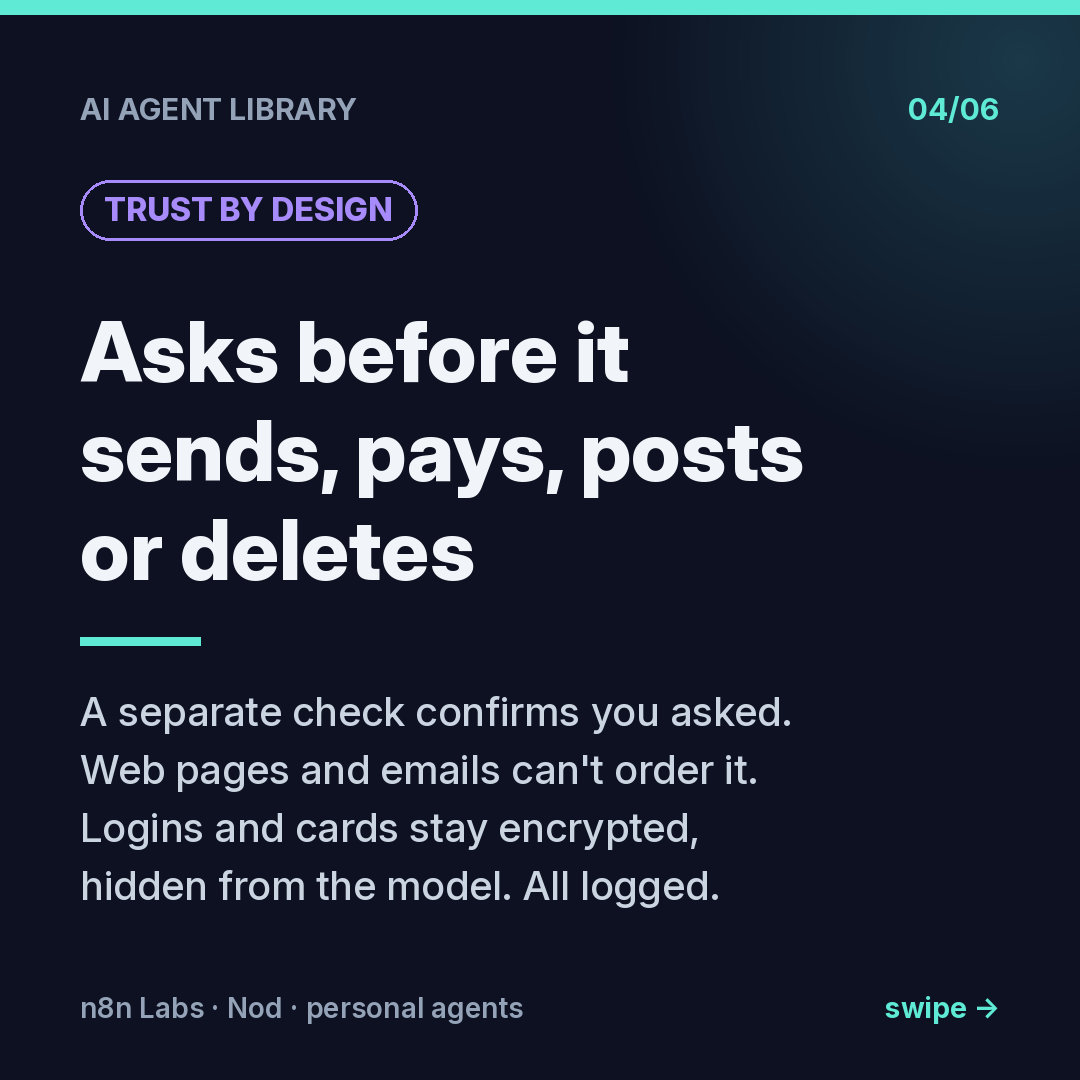 AI AGENT LIBRARY
04/06
TRUST BY DESIGN
Asks before it
sends, pays, posts
or deletes
A separate check confirms you asked.
Web pages and emails can't order it.
Logins and cards stay encrypted,
hidden from the model. All logged.
n8n Labs · Nod · personal agents
swipe →